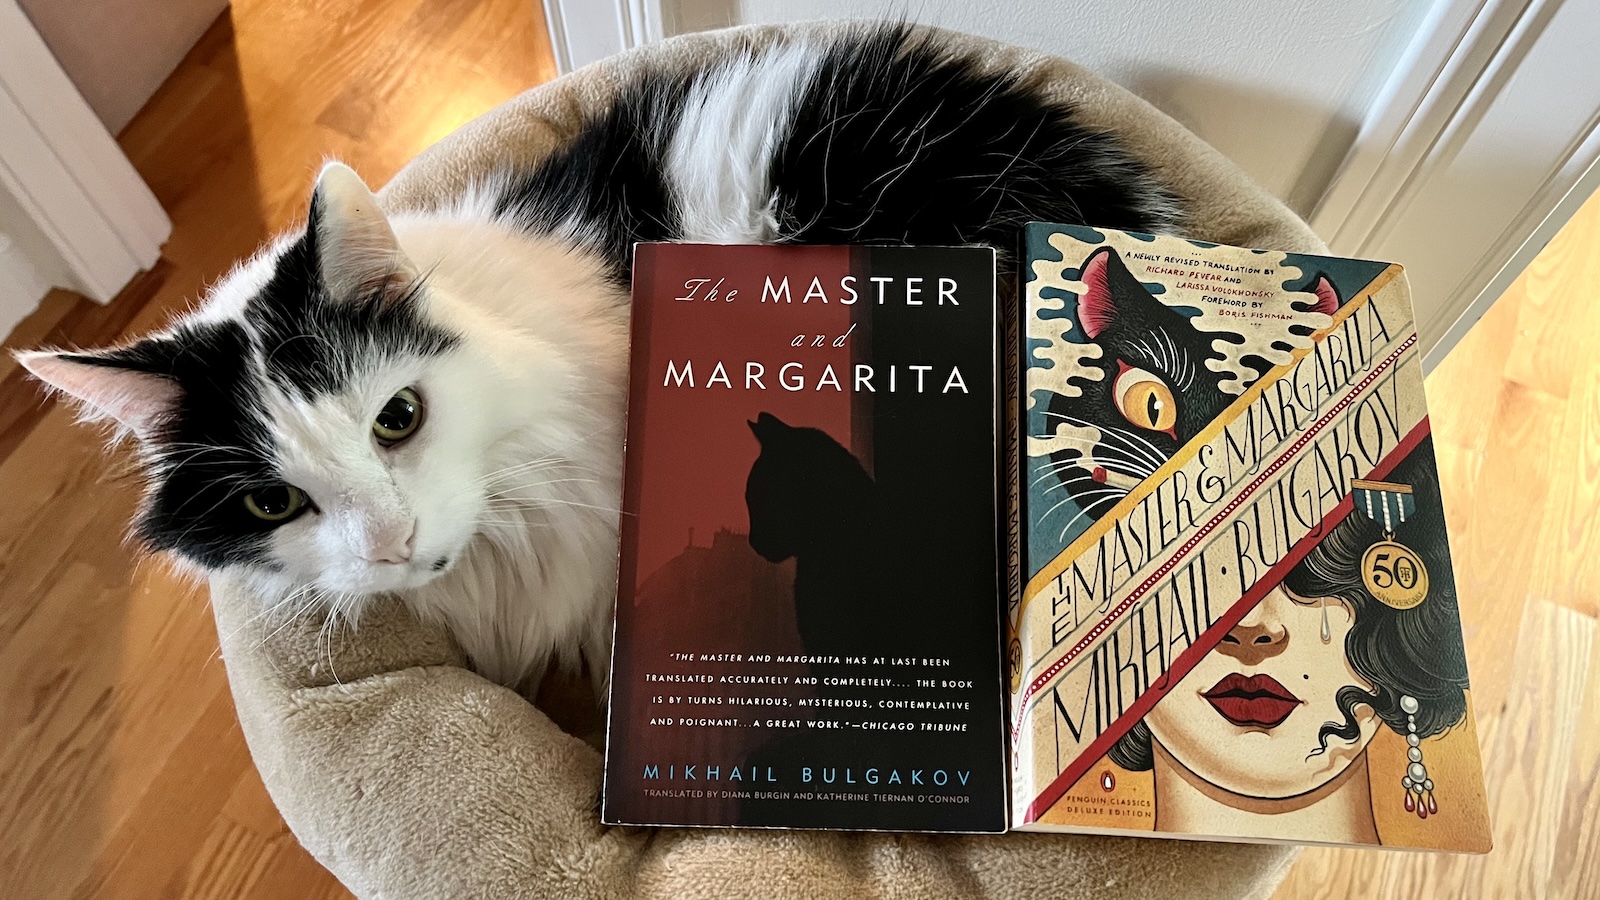 The MASTER
and
MARGARITA
"THE MASTER AND MARGARITA HAS AT LAST BEEN
TRANSLATED ACCURATELY AND COMPLETELY.... THE BOOK
IS BY TURNS HILARIOUS, MYSTERIOUS, CONTEMPLATIVE
AND POIGNANT...A GREAT WORK."—CHICAGO TRIBUNE
MIKHAIL BULGAKOV
TRANSLATED BY DIANA BURGIN AND KATHERINE TIERNAN O'CONNOR
A NEWLY REVISED TRANSLATION BY
RICHARD PEVEAR AND
LARISSA VOLOKHONSKY
FOREWORD BY
BORIS FISHMAN
THE MASTER & MARGARITA
MIKHAIL · BULGAKOV
50
ANNIVERSARY
PENGUIN CLASSICS
DELUXE EDITION